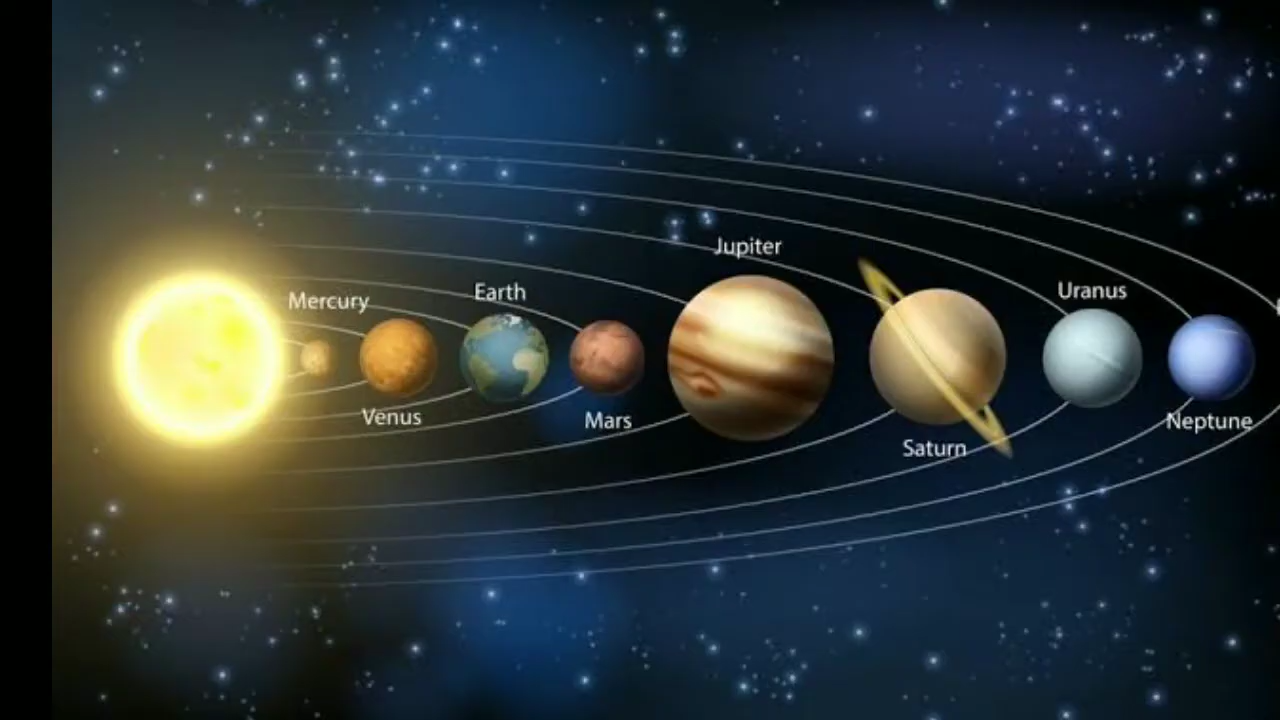 Mercury
Venus
Earth
Mars
Jupiter
Saturn
Uranus
Neptune